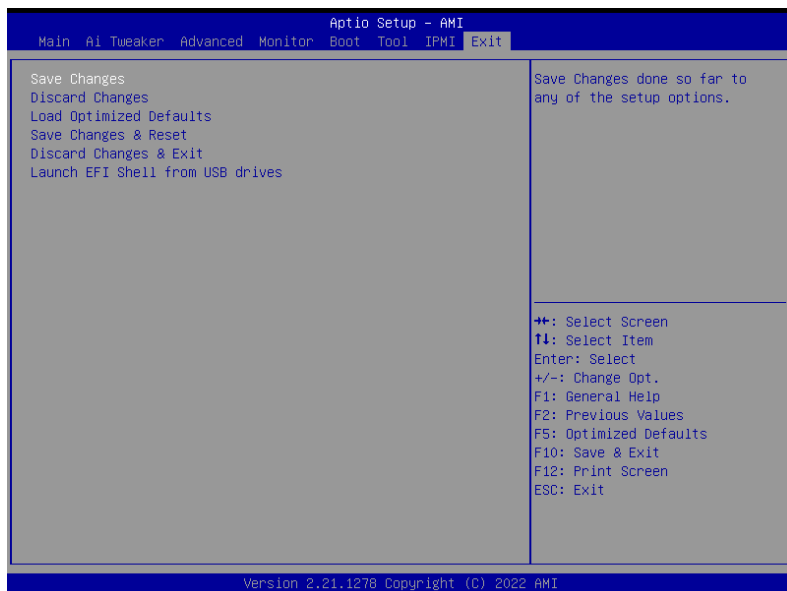 Aptio Setup – AMI
Main Ai Tweaker Advanced Monitor Boot Tool IPMI Exit
Save Changes
Discard Changes
Load Optimized Defaults
Save Changes & Reset
Discard Changes & Exit
Launch EFI Shell from USB drives
Save Changes done so far to
any of the setup options.
→←: Select Screen
↑↓: Select Item
Enter: Select
+/-: Change Opt.
F1: General Help
F2: Previous Values
F5: Optimized Defaults
F10: Save & Exit
F12: Print Screen
ESC: Exit
Version 2.21.1278 Copyright (C) 2022 AMI